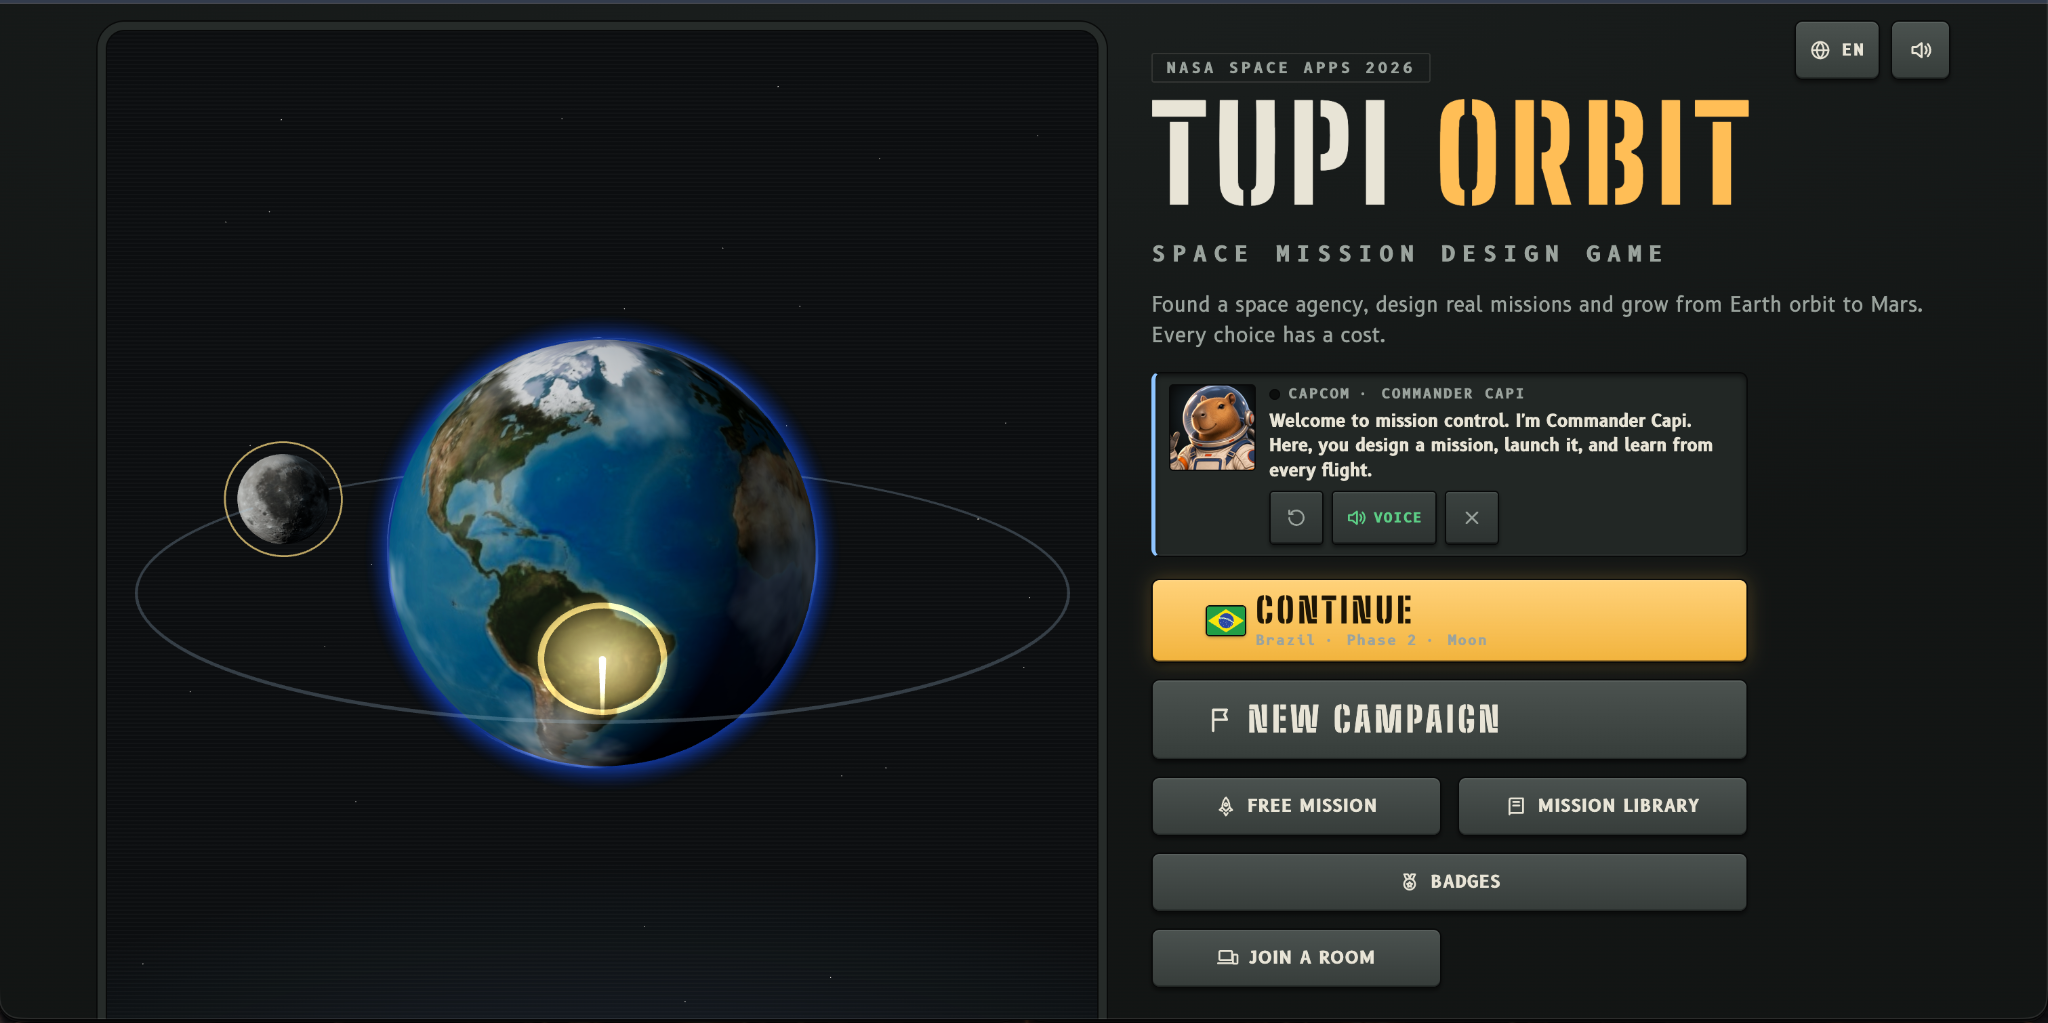 NASA SPACE APPS 2026
EN
TUPI ORBIT
SPACE MISSION DESIGN GAME
Found a space agency, design real missions and grow from Earth orbit to Mars.
Every choice has a cost.
CAPCOM · COMMANDER CAPI
Welcome to mission control. I'm Commander Capi.
Here, you design a mission, launch it, and learn from
every flight.
VOICE
CONTINUE
Brazil · Phase 2 · Moon
NEW CAMPAIGN
FREE MISSION
MISSION LIBRARY
BADGES
JOIN A ROOM